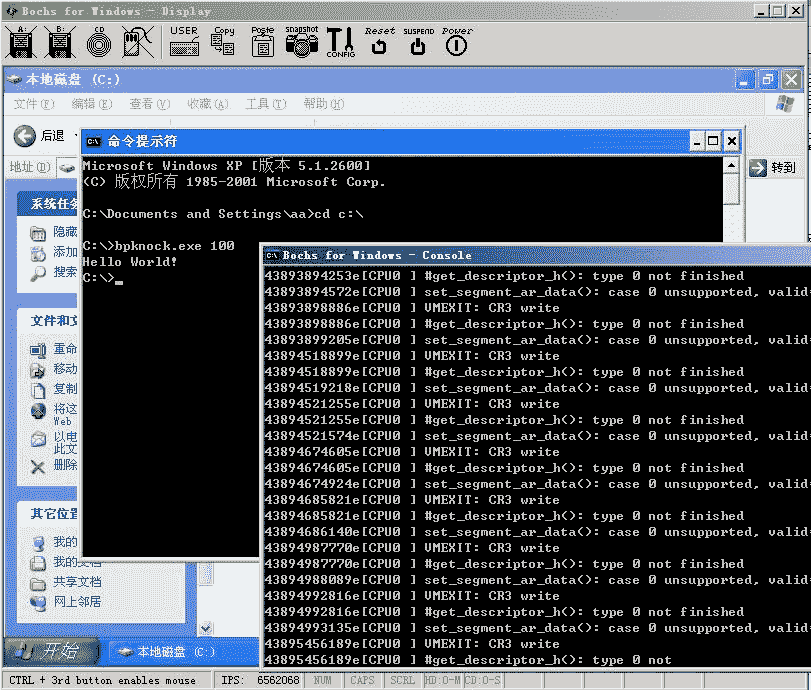 Bochs for Windows - Display
A: B: CD USER Copy Paste snapshot CONFIG Reset SUSPEND Power
本地磁盘 (C:)
文件(F) 编辑(E) 查看(V) 收藏(A) 工具(T) 帮助(H)
后退
地址(D)
转到
系统任务
隐藏
添加
搜索
文件和文
重命
移动
复制
将这
Web
以电
此文
删除
其它位置
我的
我的文档
共享文档
网上邻居
命令提示符
Microsoft Windows XP [版本 5.1.2600]
(C) 版权所有 1985-2001 Microsoft Corp.
C:\Documents and Settings\aa>cd c:\
C:\>bpknock.exe 100
Hello World!
C:\>_
Bochs for Windows - Console
43893894253e[CPU0 ] #get_descriptor_h(): type 0 not finished
43893894572e[CPU0 ] set_segment_ar_data(): case 0 unsupported, valid
43893898886e[CPU0 ] VMEXIT: CR3 write
43893898886e[CPU0 ] #get_descriptor_h(): type 0 not finished
43893899205e[CPU0 ] set_segment_ar_data(): case 0 unsupported, valid
43894518899e[CPU0 ] VMEXIT: CR3 write
43894518899e[CPU0 ] #get_descriptor_h(): type 0 not finished
43894519218e[CPU0 ] set_segment_ar_data(): case 0 unsupported, valid
43894521255e[CPU0 ] VMEXIT: CR3 write
43894521255e[CPU0 ] #get_descriptor_h(): type 0 not finished
43894521574e[CPU0 ] set_segment_ar_data(): case 0 unsupported, valid
43894674605e[CPU0 ] VMEXIT: CR3 write
43894674605e[CPU0 ] #get_descriptor_h(): type 0 not finished
43894674924e[CPU0 ] set_segment_ar_data(): case 0 unsupported, valid
43894685821e[CPU0 ] VMEXIT: CR3 write
43894685821e[CPU0 ] #get_descriptor_h(): type 0 not finished
43894686140e[CPU0 ] set_segment_ar_data(): case 0 unsupported, valid
43894987770e[CPU0 ] VMEXIT: CR3 write
43894987770e[CPU0 ] #get_descriptor_h(): type 0 not finished
43894988089e[CPU0 ] set_segment_ar_data(): case 0 unsupported, valid
43894992816e[CPU0 ] VMEXIT: CR3 write
43894992816e[CPU0 ] #get_descriptor_h(): type 0 not finished
43894993135e[CPU0 ] set_segment_ar_data(): case 0 unsupported, valid
43895456189e[CPU0 ] VMEXIT: CR3 write
43895456189e[CPU0 ] #get_descriptor_h(): type 0 not
开始 本地磁盘 (C:)
CTRL + 3rd button enables mouse IPS: 6562068 NUM CAPS SCRL HD:0-M CD:0-S